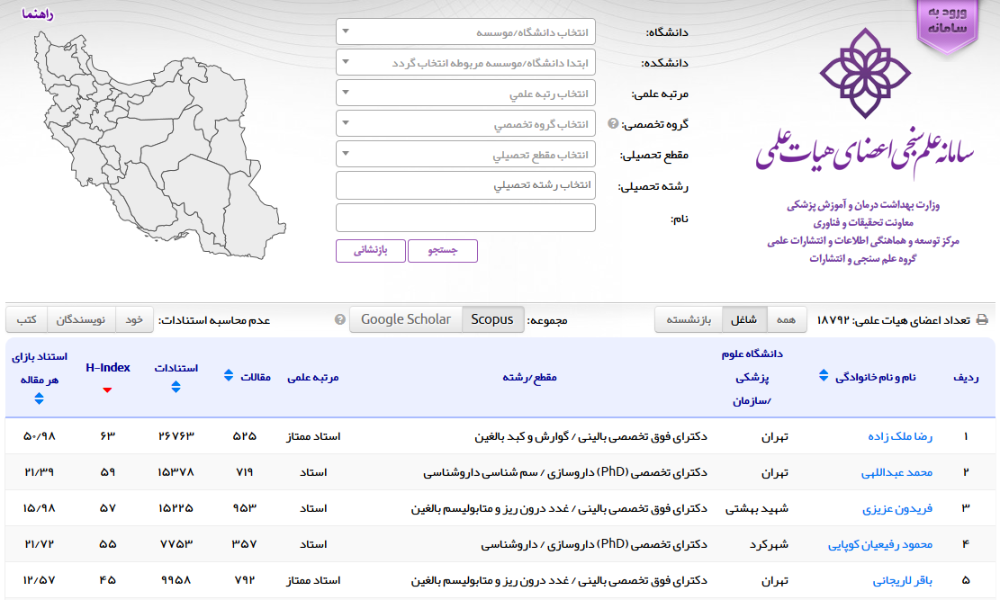 ورود به
سامانه
سامانه علم سنجی اعضای هیات علمی
وزارت بهداشت درمان و آموزش پزشکی
معاونت تحقیقات و فناوری
مرکز توسعه و هماهنگی اطلاعات و انتشارات علمی
گروه علم سنجی و انتشارات
دانشگاه: انتخاب دانشگاه/موسسه
دانشکده: ابتدا دانشگاه/موسسه مربوطه انتخاب گردد
مرتبه علمی: انتخاب رتبه علمي
گروه تخصصی: انتخاب گروه تخصصي
مقطع تحصیلی: انتخاب مقطع تحصيلي
رشته تحصیلی: انتخاب رشته تحصيلي
نام:
جستجو بازنشانی
راهنما
تعداد اعضای هیات علمی: ۱۸۷۹۲ همه شاغل بازنشسته مجموعه: Scopus Google Scholar عدم محاسبه استنادات: خود نویسندگان کتب
ردیف نام و نام خانوادگی دانشگاه علوم پزشکی /سازمان مقطع/رشته مرتبه علمی مقالات استنادات H-Index استناد بازای هر مقاله
۱ رضا ملک زاده تهران دکترای فوق تخصصی بالینی / گوارش و کبد بالغین استاد ممتاز ۵۲۵ ۲۶۷۶۳ ۶۳ ۵۰/۹۸
۲ محمد عبداللهی تهران دکترای تخصصی (PhD) داروسازی / سم شناسی داروشناسی استاد ۷۱۹ ۱۵۳۷۸ ۵۹ ۲۱/۳۹
۳ فریدون عزیزی شهید بهشتی دکترای فوق تخصصی بالینی / غدد درون ریز و متابولیسم بالغین استاد ۹۵۳ ۱۵۲۲۵ ۵۷ ۱۵/۹۸
۴ محمود رفیعیان کوپایی شهرکرد دکترای تخصصی (PhD) داروسازی / داروشناسی استاد ۳۵۷ ۷۷۵۳ ۵۵ ۲۱/۷۲
۵ باقر لاریجانی تهران دکترای فوق تخصصی بالینی / غدد درون ریز و متابولیسم بالغین استاد ممتاز ۷۹۲ ۹۹۵۸ ۴۵ ۱۲/۵۷